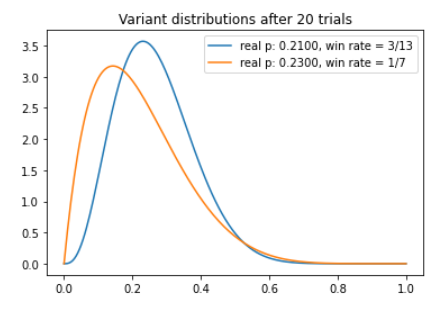 Variant distributions after 20 trials
real p: 0.2100, win rate = 3/13
real p: 0.2300, win rate = 1/7
3.5
3.0
2.5
2.0
1.5
1.0
0.5
0.0
0.0 0.2 0.4 0.6 0.8 1.0